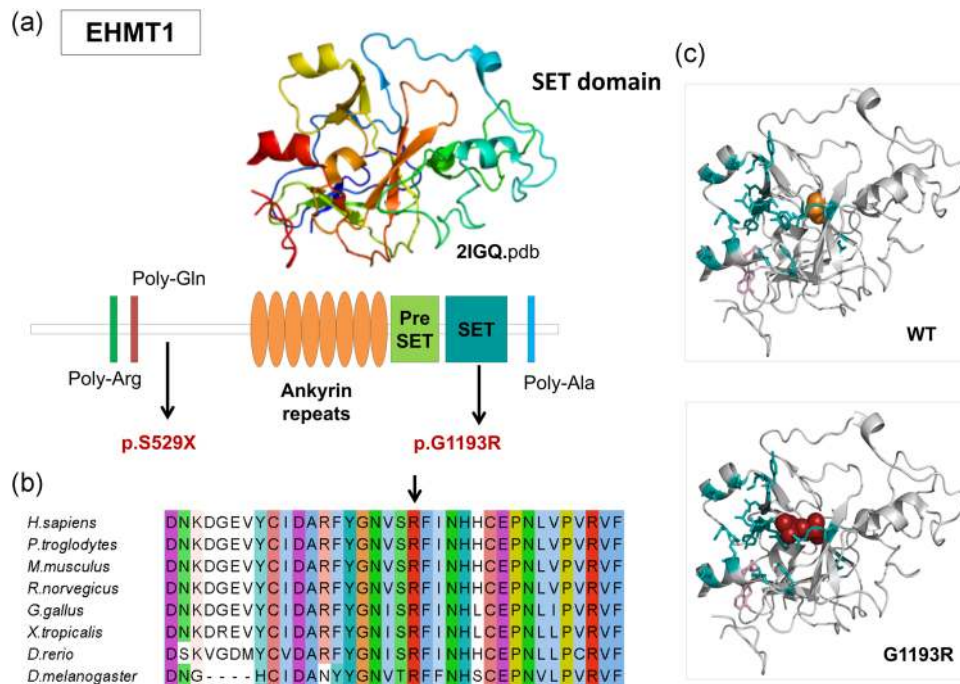 (a)
EHMT1
SET domain
2IGQ.pdb
Poly-Gln
Pre
SET
SET
Poly-Arg
Ankyrin
repeats
Poly-Ala
p.S529X
p.G1193R
(b)
H.sapiens DNKDGEVYCIDARFYGNVSRFINHHCEPNLVPVRVF
P.troglodytes DNKDGEVYCIDARFYGNVSRFINHHCEPNLVPVRVF
M.musculus DNKDGEVYCIDARFYGNVSRFINHHCEPNLVPVRVF
R.norvegicus DNKDGEVYCIDARFYGNVSRFINHHCEPNLVPVRVF
G.gallus DNKDGEVYCIDARFYGNISRFINHLCEPNLIPVRVF
X.tropicalis DNKDREVYCIDARFYGNISRFINHLCEPNLLPVRVF
D.rerio DSKVGDMYCVDARFYGNISRFINHLCEPNLLPCRVF
D.melanogaster DNG----HCIDANYYGNVTRFFNHSCEPNLLPVRVF
(c)
WT
G1193R